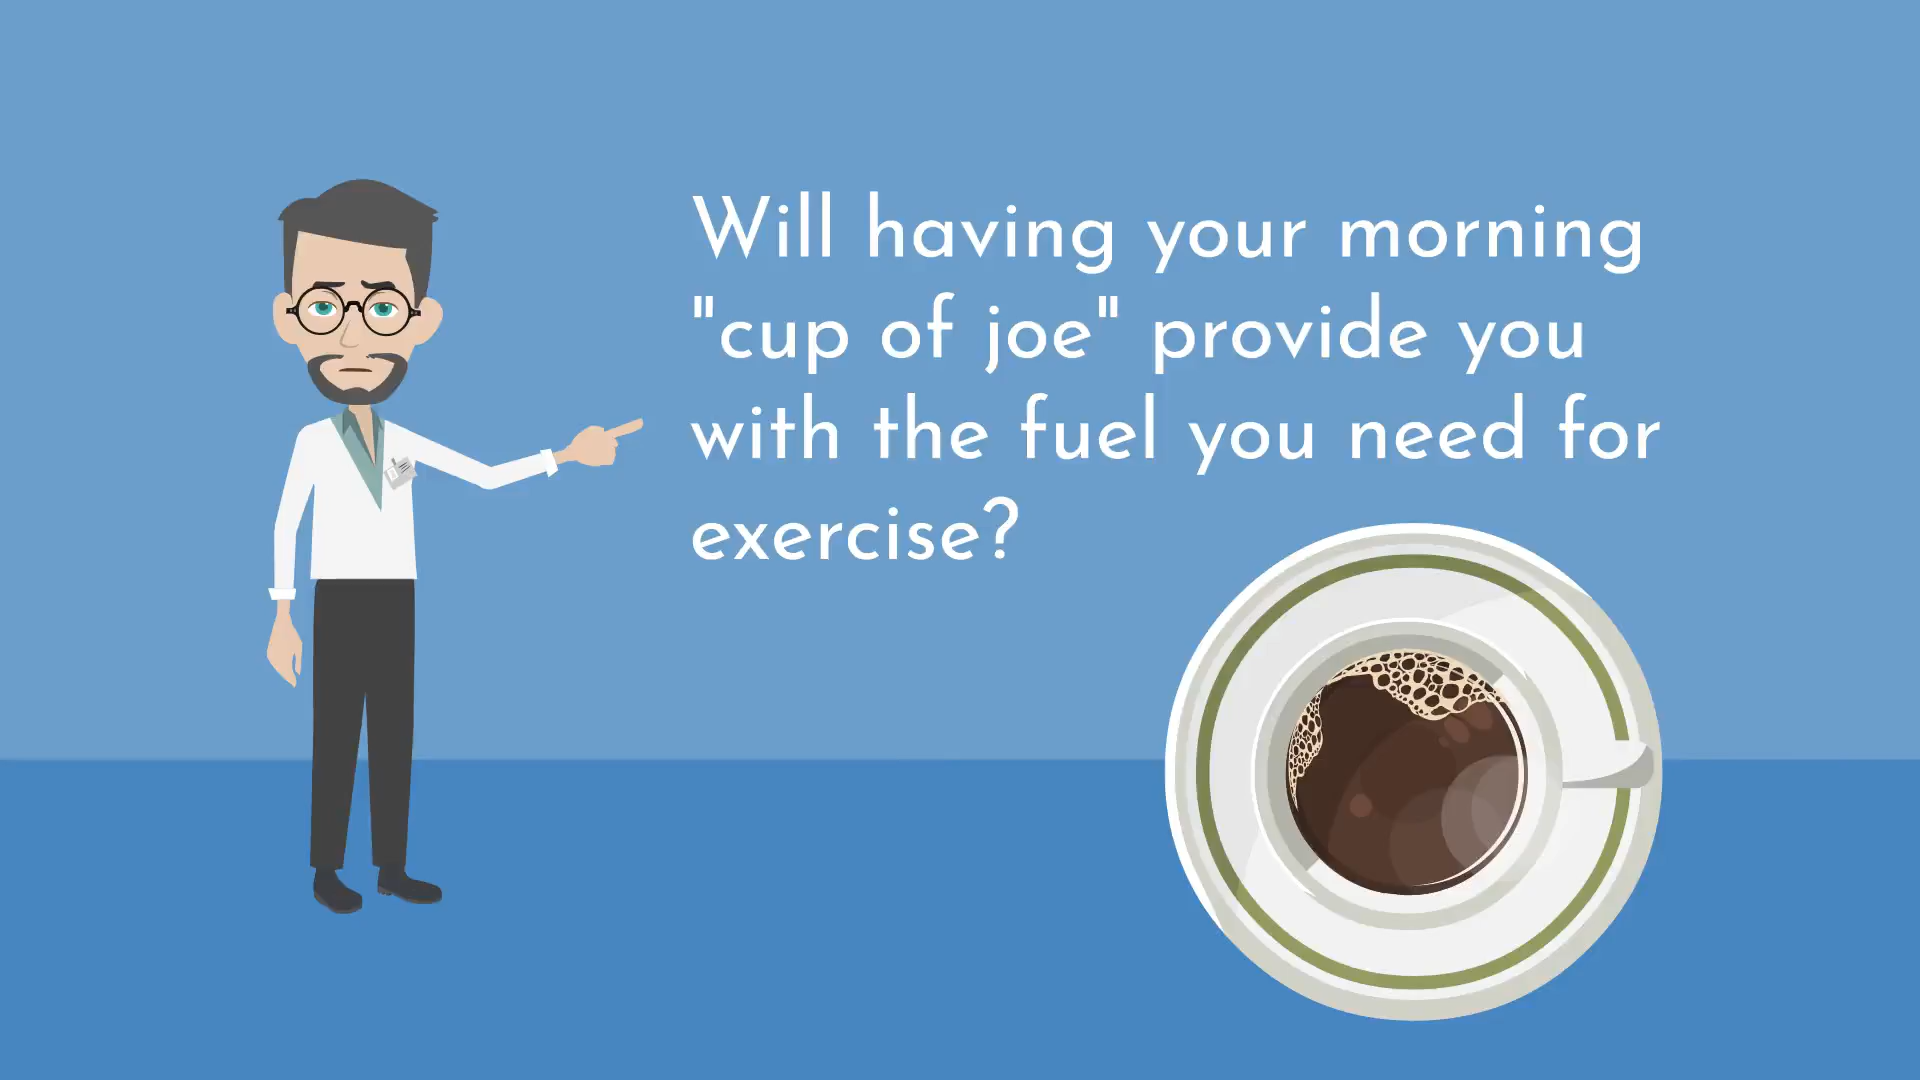 Will having your morning
"cup of joe" provide you
with the fuel you need for
exercise?